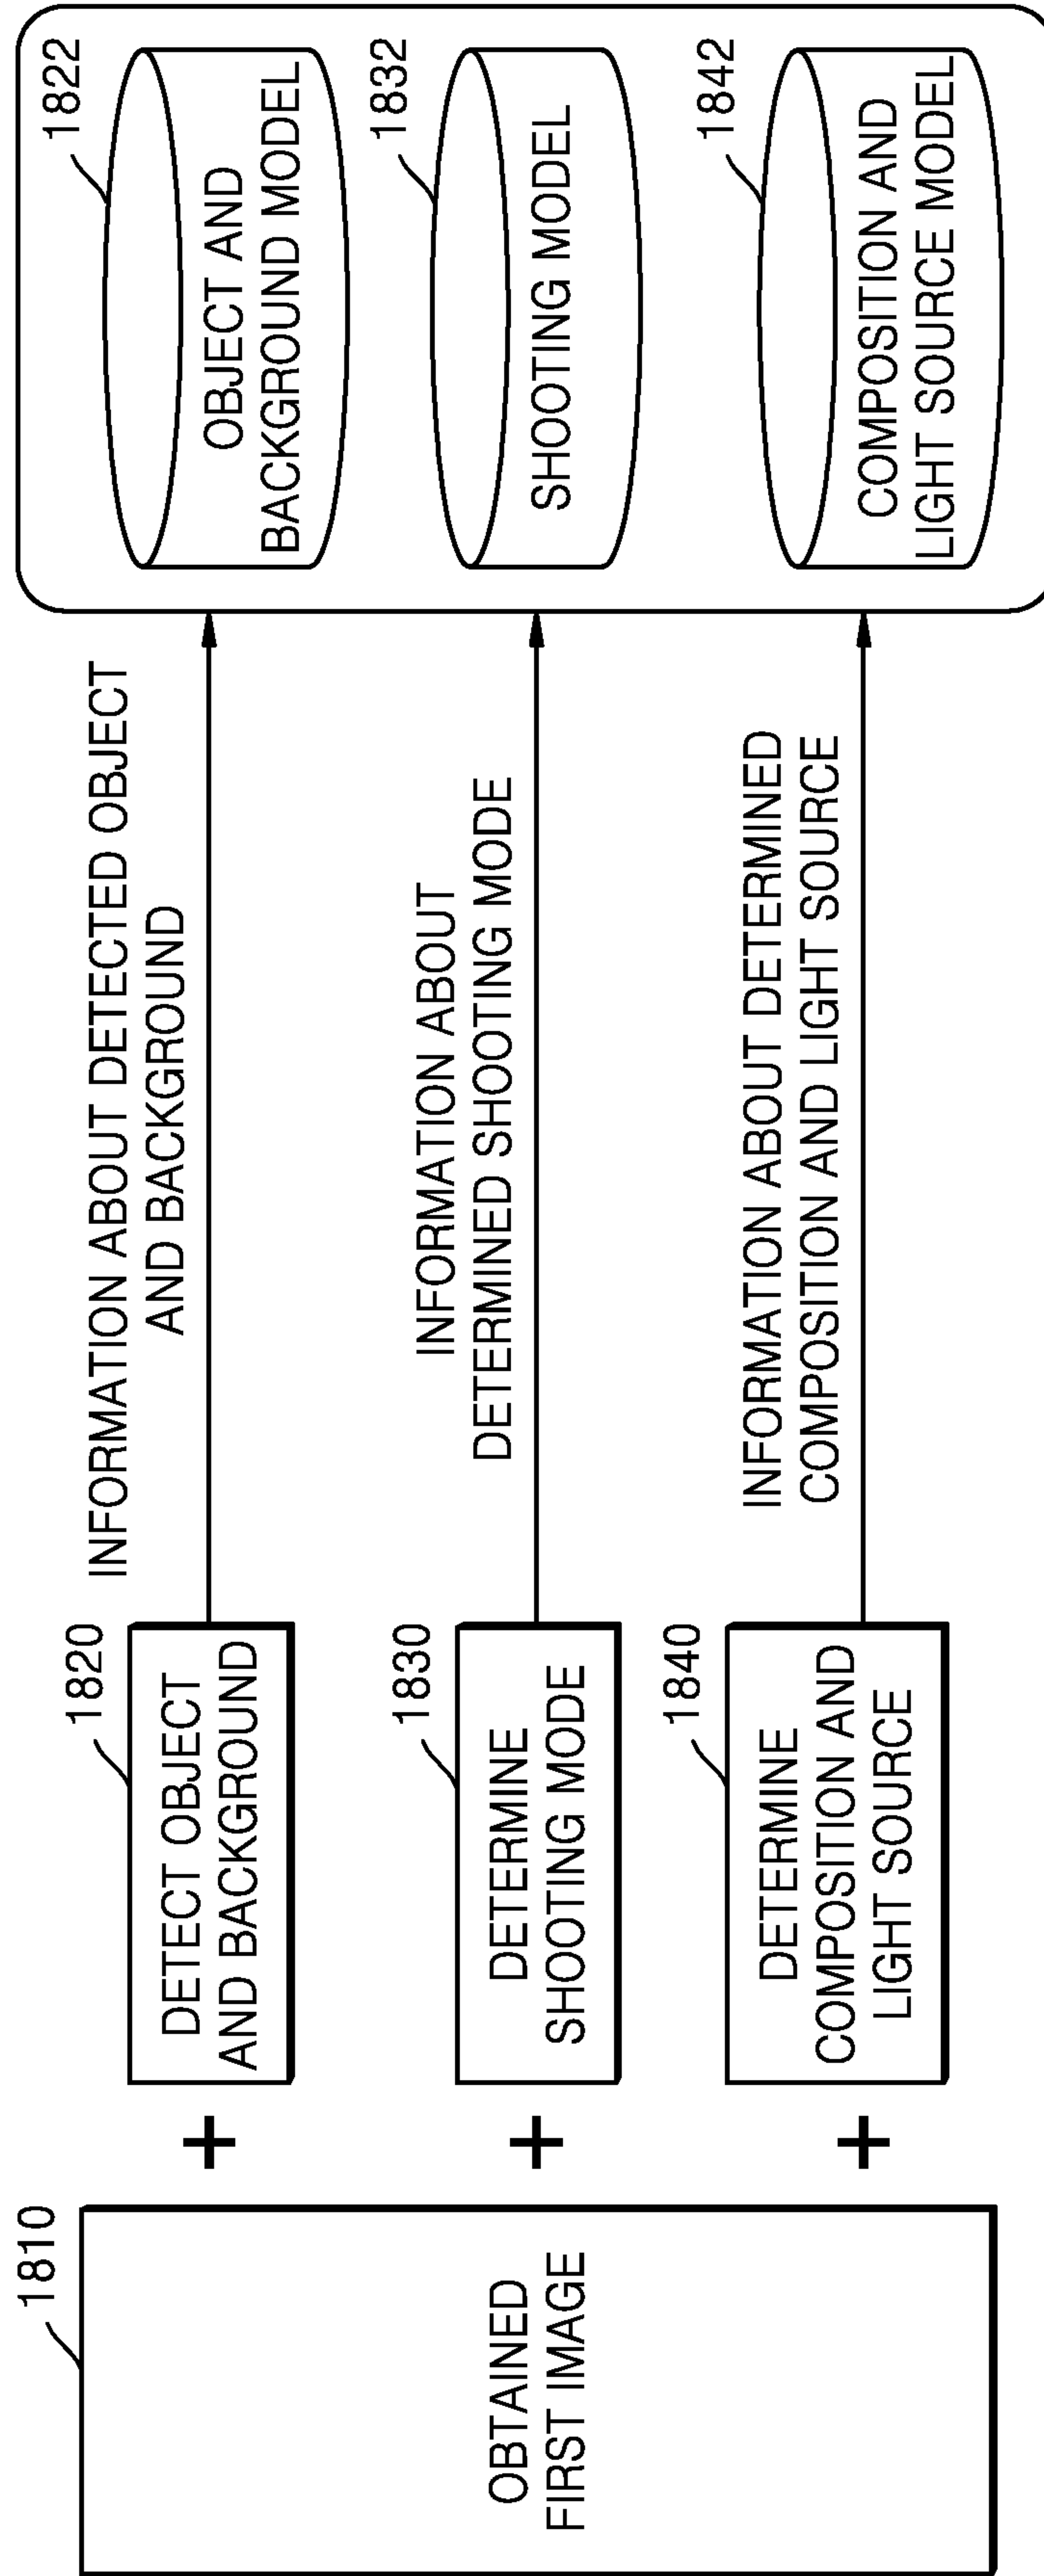 1810
OBTAINED
FIRST IMAGE
+
1820
DETECT OBJECT
AND BACKGROUND
INFORMATION ABOUT DETECTED OBJECT
AND BACKGROUND
1822
OBJECT AND
BACKGROUND MODEL
+
1830
DETERMINE
SHOOTING MODE
INFORMATION ABOUT
DETERMINED SHOOTING MODE
1832
SHOOTING MODEL
+
1840
DETERMINE
COMPOSITION AND
LIGHT SOURCE
INFORMATION ABOUT DETERMINED
COMPOSITION AND LIGHT SOURCE
1842
COMPOSITION AND
LIGHT SOURCE MODEL